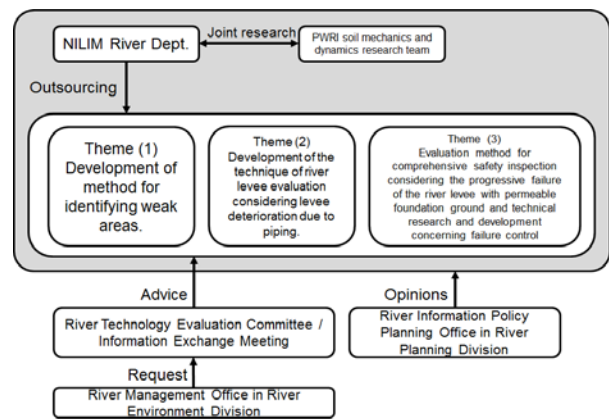 NILIM River Dept.
Joint research
PWRI soil mechanics and
dynamics research team
Outsourcing
Theme (1)
Development of
method for
identifying weak
areas.
Theme (2)
Development of the
technique of river
levee evaluation
considering levee
deterioration due to
piping.
Theme (3)
Evaluation method for
comprehensive safety inspection
considering the progressive failure
of the river levee with permeable
foundation ground and technical
research and development
concerning failure control
Advice
Opinions
River Technology Evaluation Committee /
Information Exchange Meeting
River Information Policy
Planning Office in River
Planning Division
Request
River Management Office in River
Environment Division